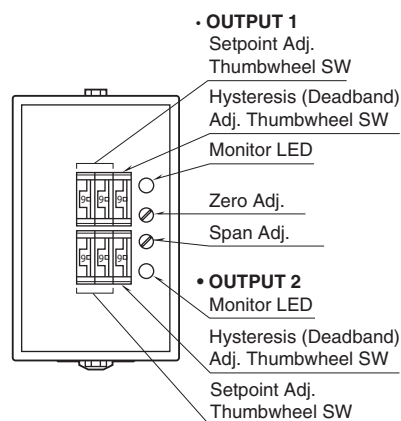 • OUTPUT 1
Setpoint Adj.
Thumbwheel SW
Hysteresis (Deadband)
Adj. Thumbwheel SW
Monitor LED
Zero Adj.
Span Adj.
• OUTPUT 2
Monitor LED
Hysteresis (Deadband)
Adj. Thumbwheel SW
Setpoint Adj.
Thumbwheel SW